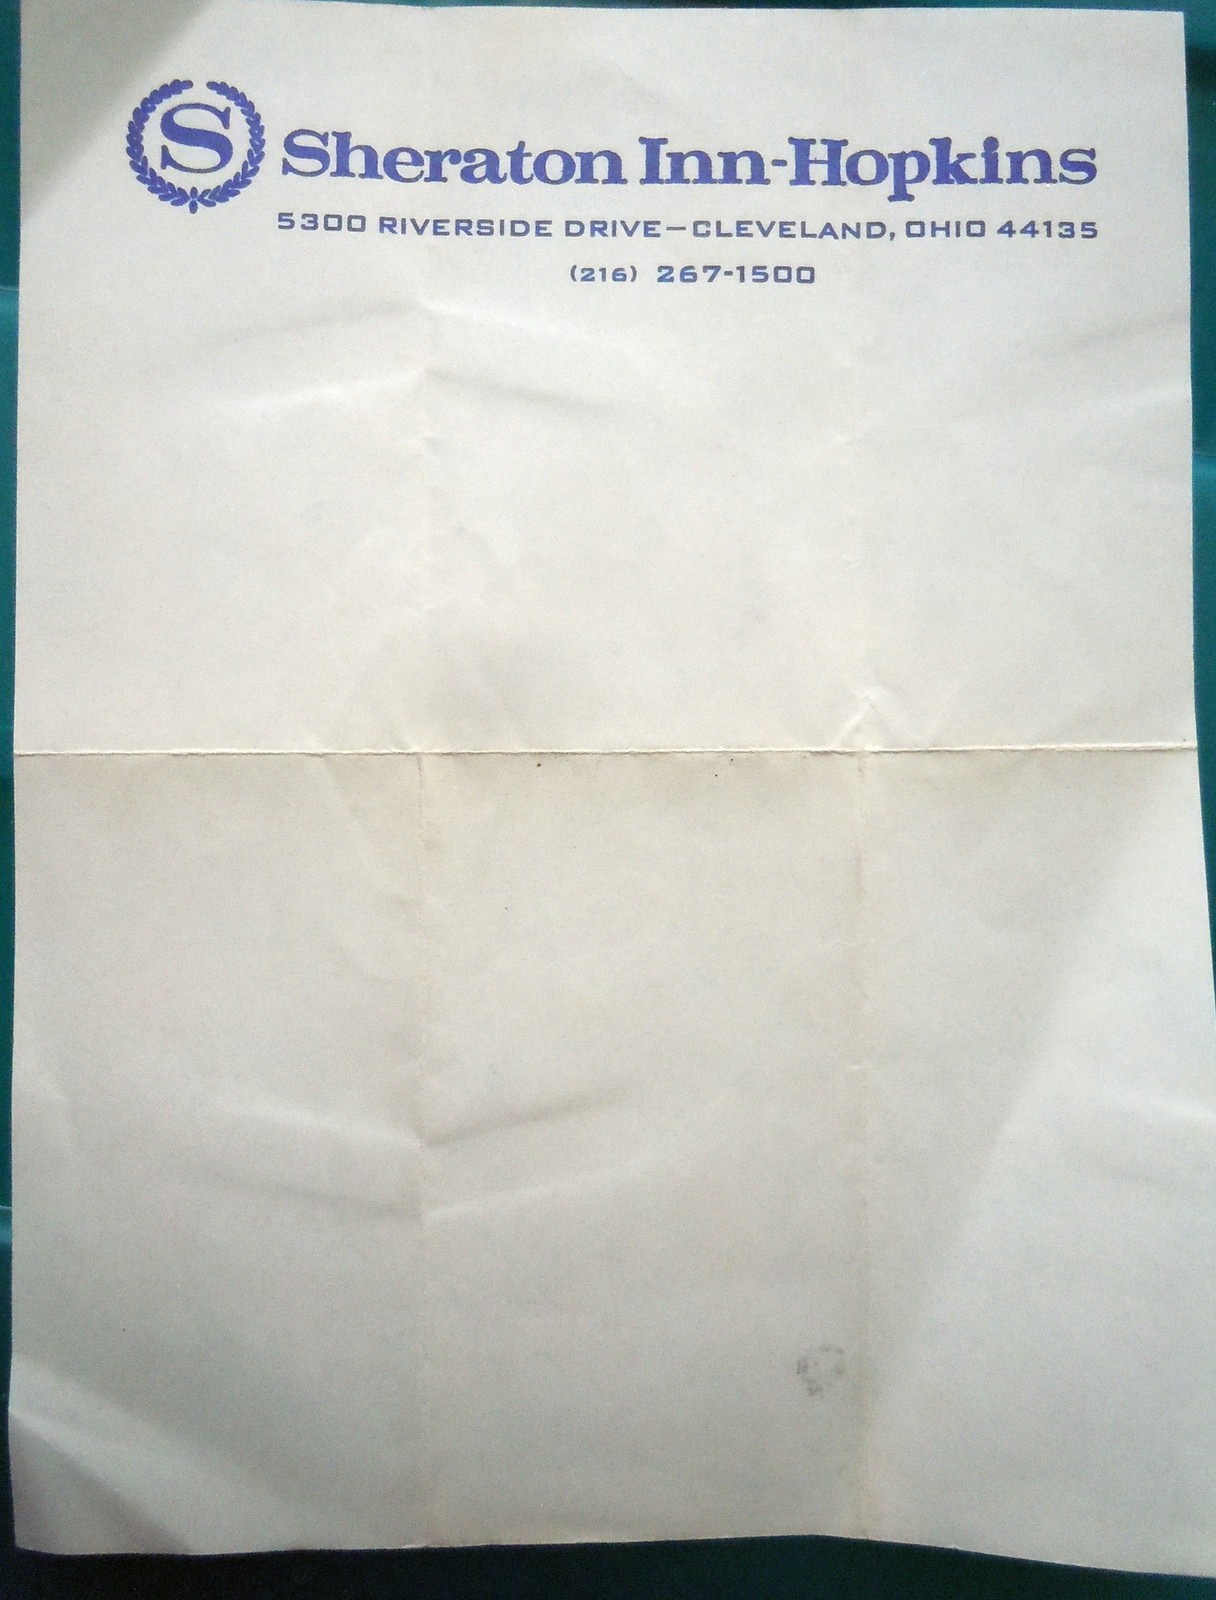 S
Sheraton Inn-Hopkins
5300 RIVERSIDE DRIVE—CLEVELAND, OHIO 44135
(216) 267-1500